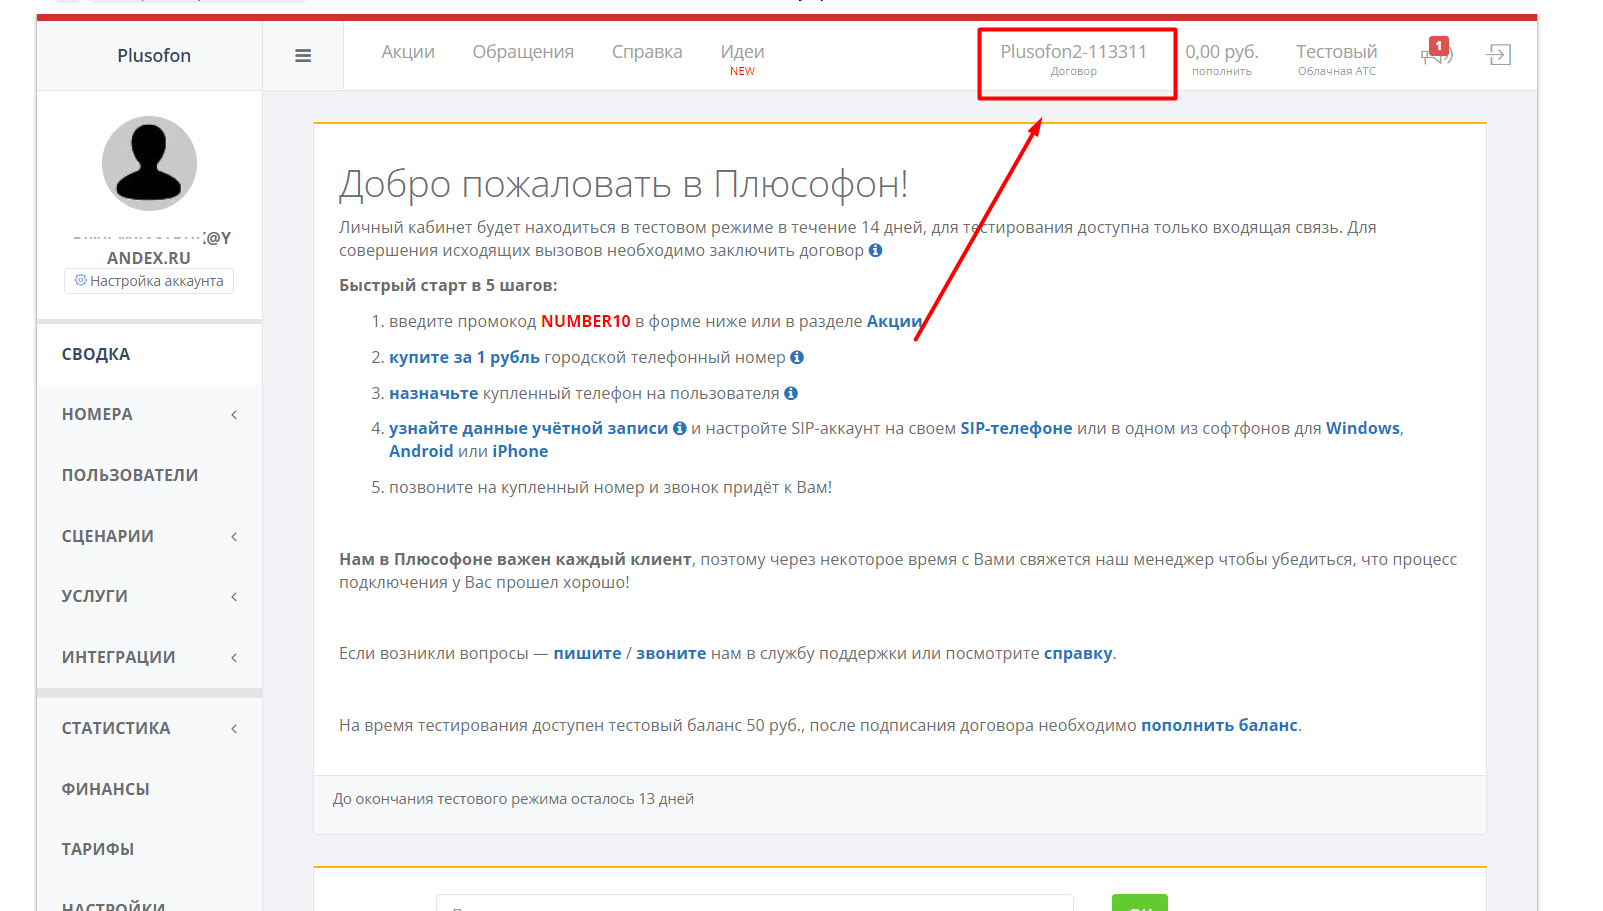 Plusofon
Акции
Обращения
Справка
Идеи
NEW
Plusofon2-113311
Договор
0,00 руб.
пополнить
Тестовый
Облачная АТС
1
@Y
ANDEX.RU
Настройка аккаунта
СВОДКА
НОМЕРА
ПОЛЬЗОВАТЕЛИ
СЦЕНАРИИ
УСЛУГИ
ИНТЕГРАЦИИ
СТАТИСТИКА
ФИНАНСЫ
ТАРИФЫ
НАСТРОЙКИ
Добро пожаловать в Плюсофон!
Личный кабинет будет находиться в тестовом режиме в течение 14 дней, для тестирования доступна только входящая связь. Для
совершения исходящих вызовов необходимо заключить договор
Быстрый старт в 5 шагов:
1. введите промокод NUMBER10 в форме ниже или в разделе Акции
2. купите за 1 рубль городской телефонный номер
3. назначьте купленный телефон на пользователя
4. узнайте данные учётной записи и настройте SIP-аккаунт на своем SIP-телефоне или в одном из софтфонов для Windows,
Android или iPhone
5. позвоните на купленный номер и звонок придёт к Вам!
Нам в Плюсофоне важен каждый клиент, поэтому через некоторое время с Вами свяжется наш менеджер чтобы убедиться, что процесс
подключения у Вас прошел хорошо!
Если возникли вопросы — пишите / звоните нам в службу поддержки или посмотрите справку.
На время тестирования доступен тестовый баланс 50 руб., после подписания договора необходимо пополнить баланс.
До окончания тестового режима осталось 13 дней